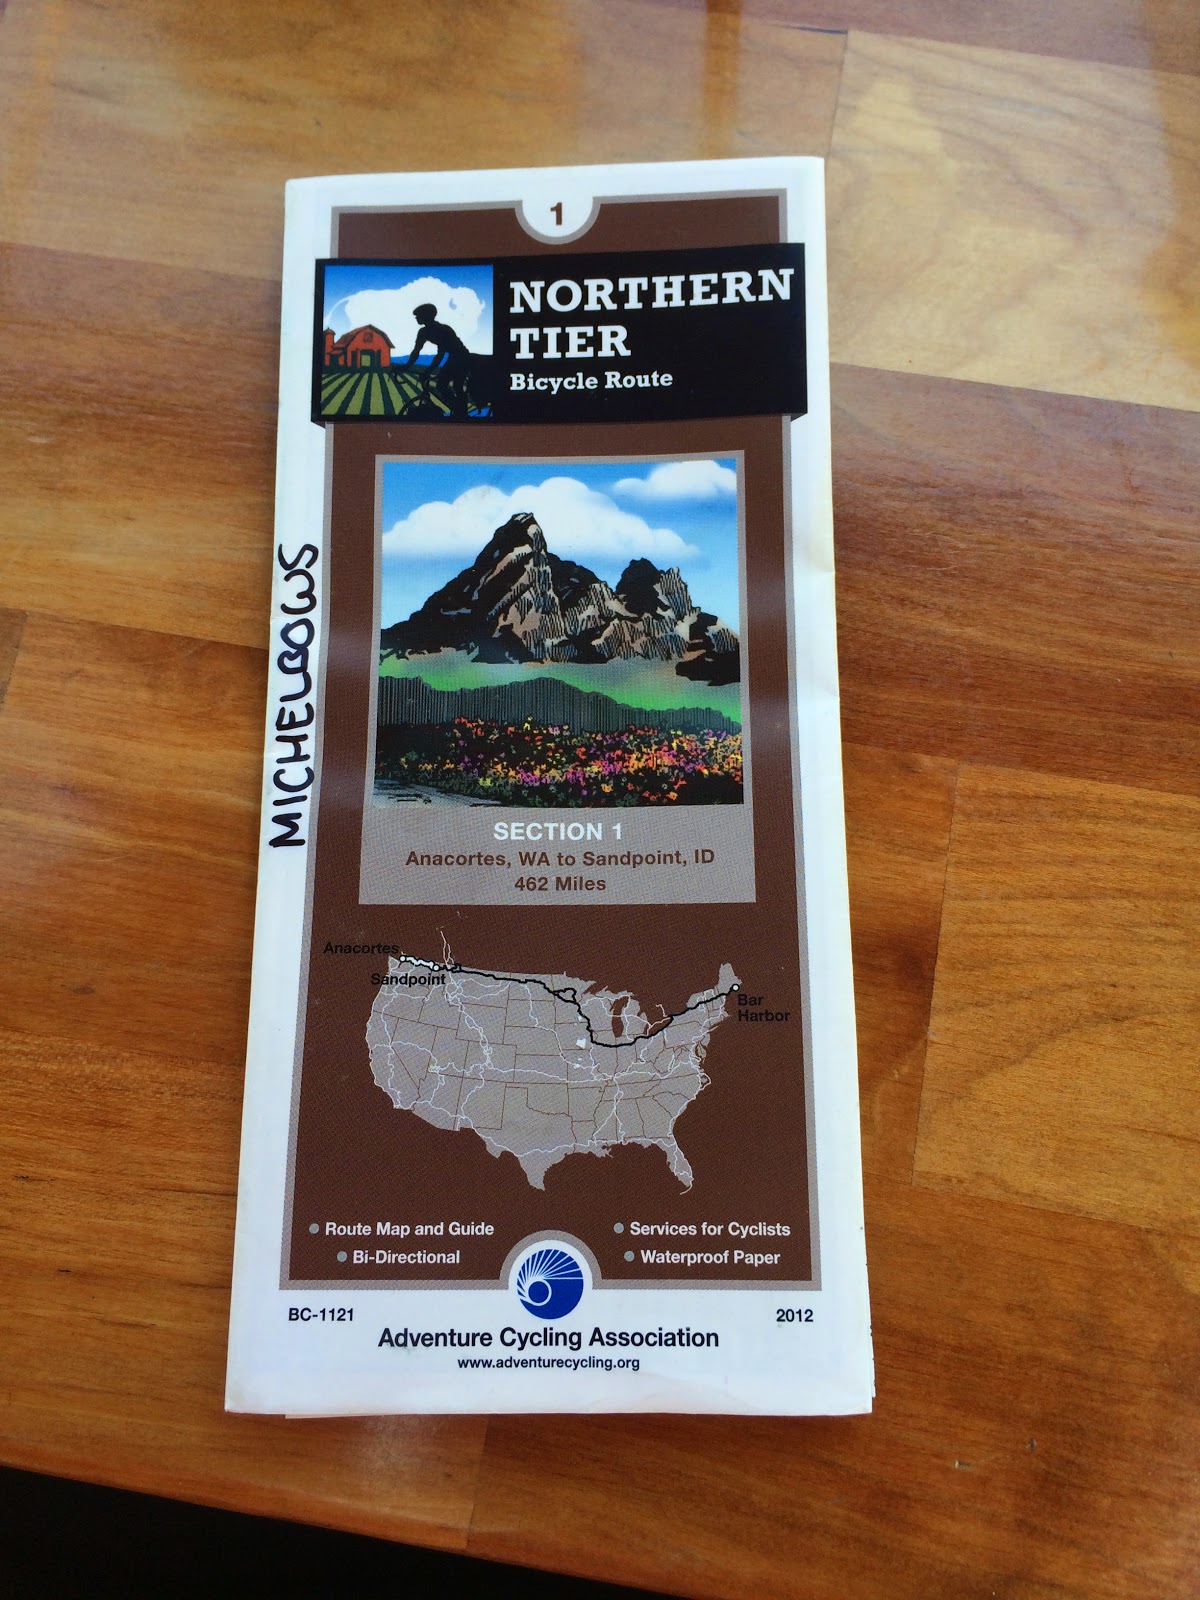 1
NORTHERN
TIER
Bicycle Route
MICHELBOWS
SECTION 1
Anacortes, WA to Sandpoint, ID
462 Miles
Anacortes
Sandpoint
Bar
Harbor
Route Map and Guide
Bi-Directional
Services for Cyclists
Waterproof Paper
BC-1121
2012
Adventure Cycling Association
www.adventurecycling.org